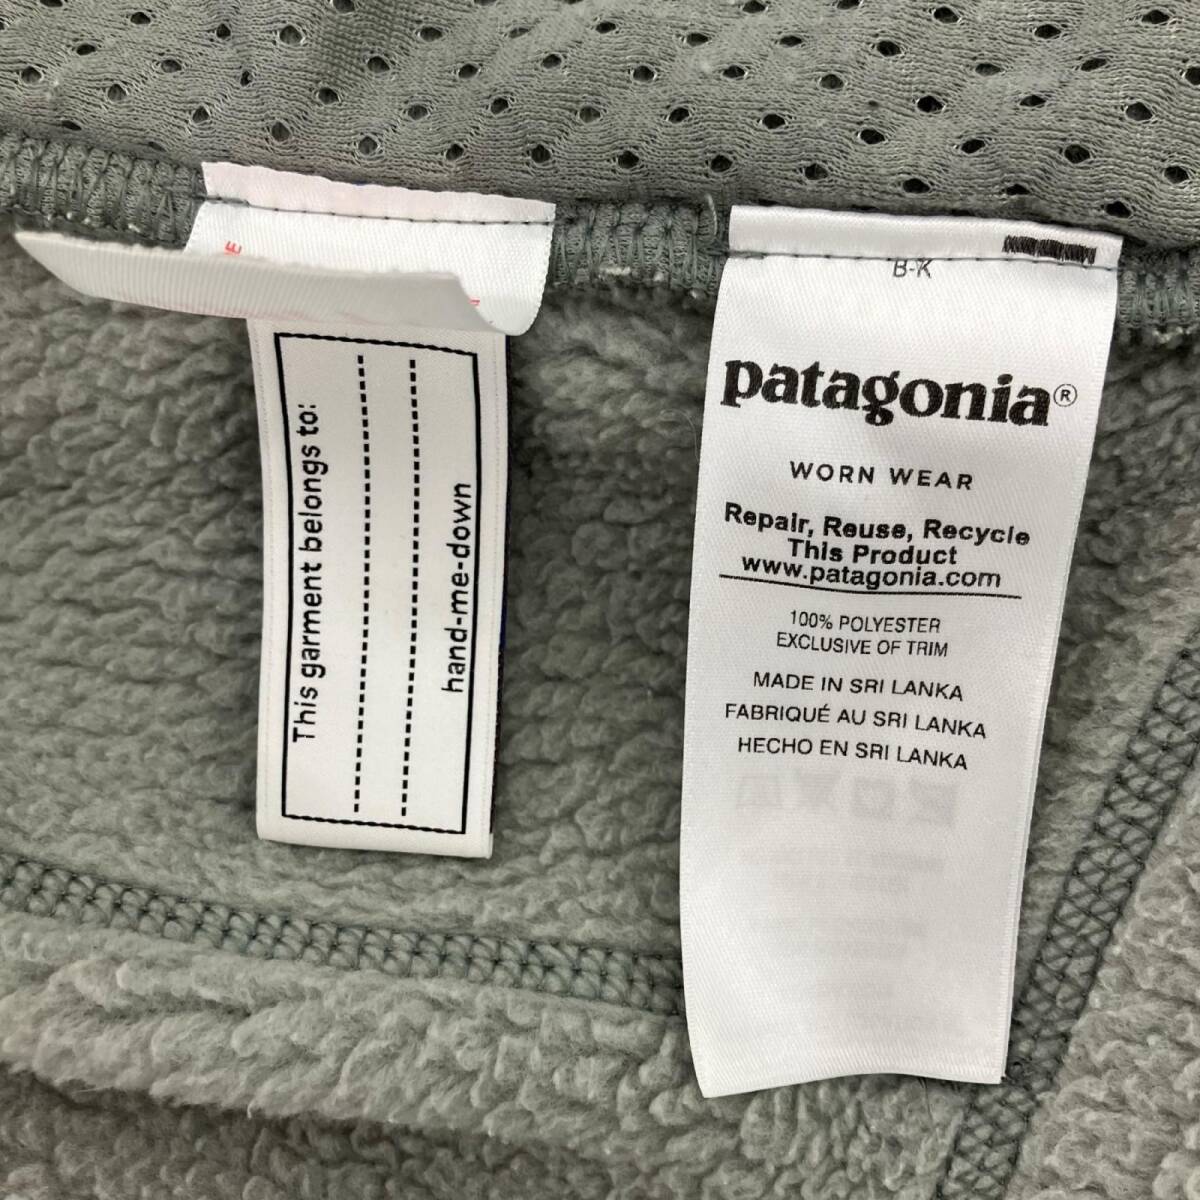 This garment belongs to:
hand-me-down
E
B-K
patagonia®
WORN WEAR
Repair, Reuse, Recycle
This Product
www.patagonia.com
100% POLYESTER
EXCLUSIVE OF TRIM
MADE IN SRI LANKA
FABRIQUÉ AU SRI LANKA
HECHO EN SRI LANKA